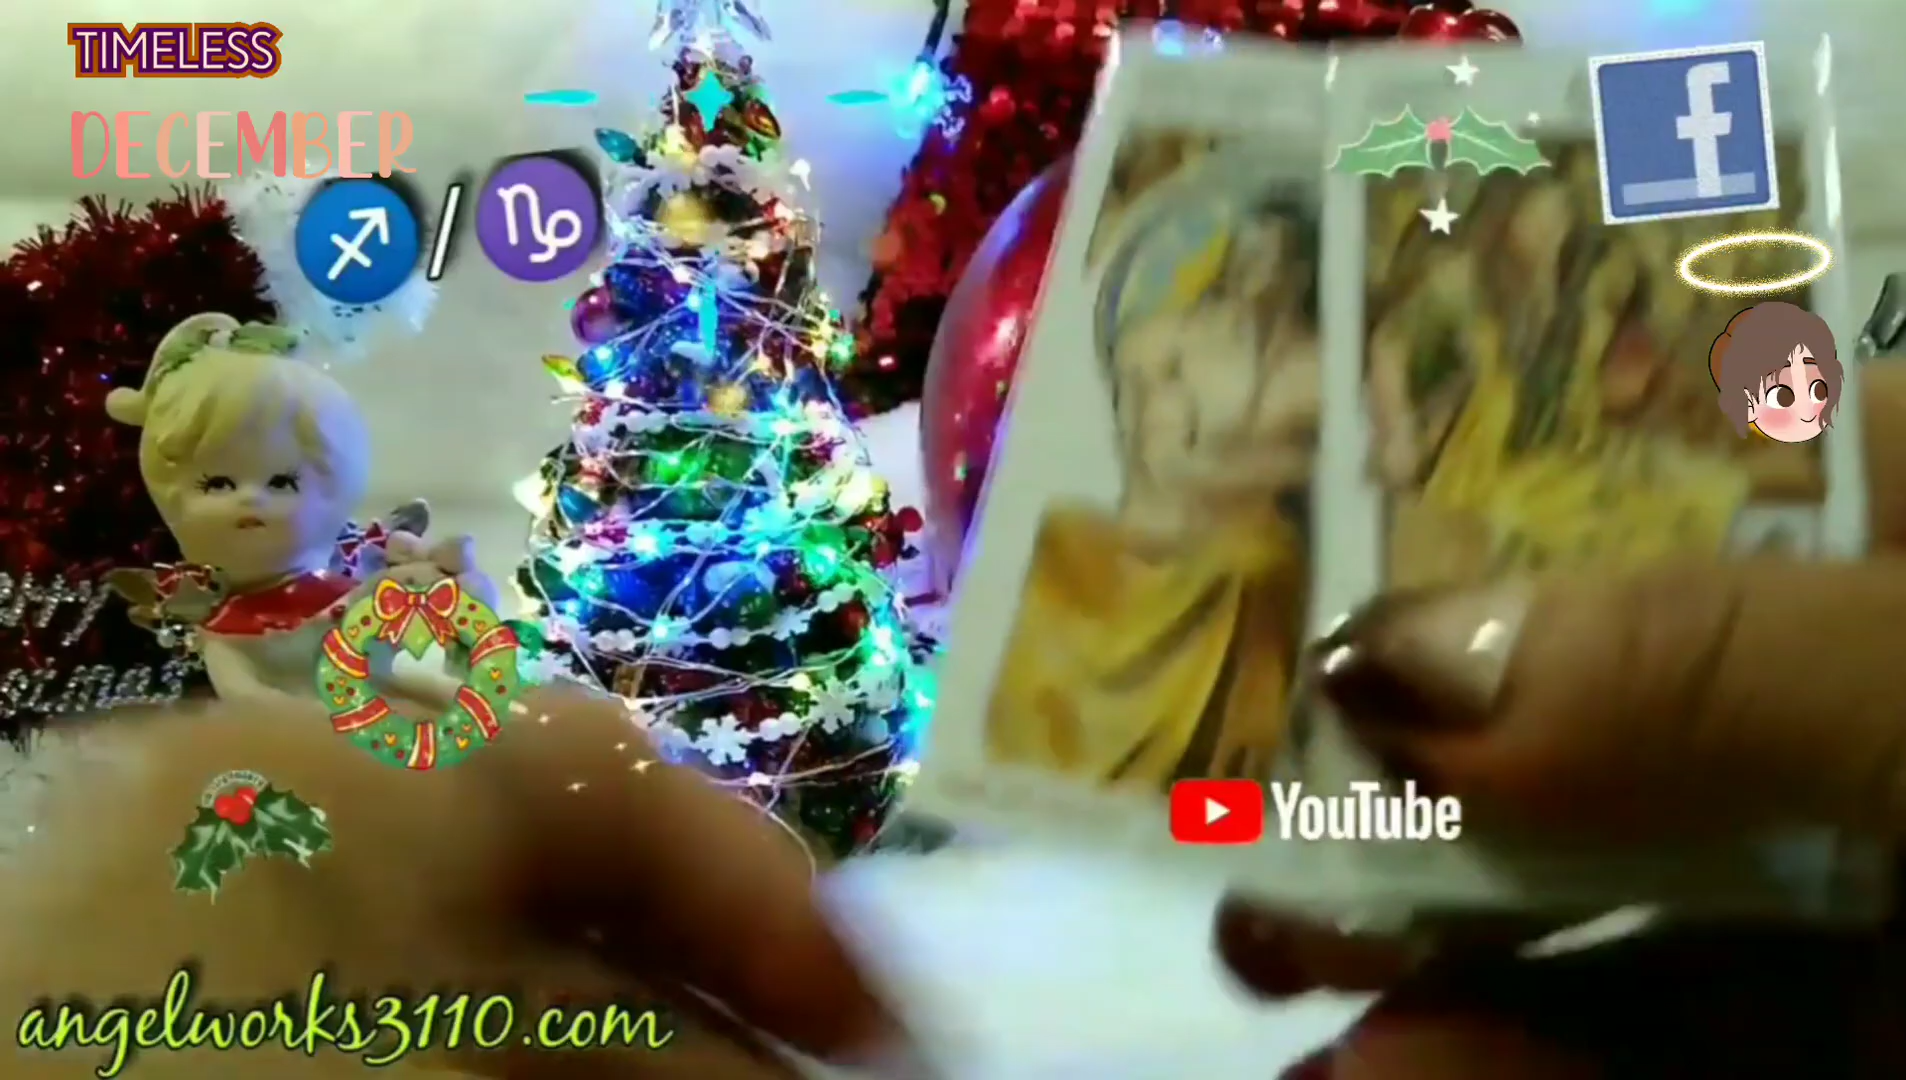 TIMELESS
DECEMBER
♐/♑
f
YouTube
angelworks3110.com